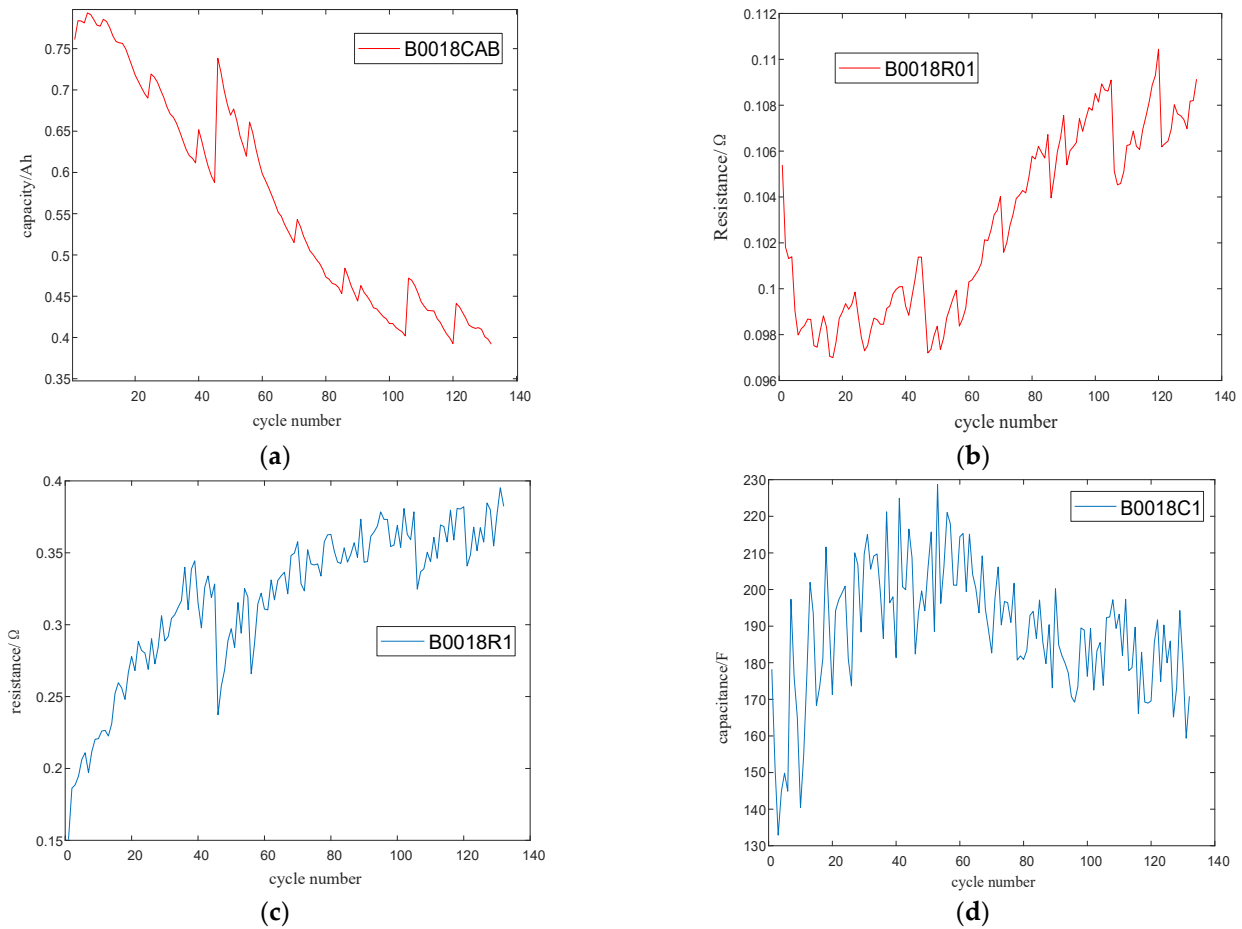 B0018CAB
0.75
0.7
0.65
0.6
0.55
0.5
0.45
0.4
0.35
capacity/Ah
20 40 60 80 100 120 140
cycle number
(a)
B0018R01
0.112
0.11
0.108
0.106
0.104
0.102
0.1
0.098
0.096
Resistance/ Ω
0 20 40 60 80 100 120 140
cycle number
(b)
B0018R1
0.4
0.35
0.3
0.25
0.2
0.15
resistance/ Ω
0 20 40 60 80 100 120 140
cycle number
(c)
B0018C1
230
220
210
200
190
180
170
160
150
140
130
capacitance/F
0 20 40 60 80 100 120 140
cycle number
(d)